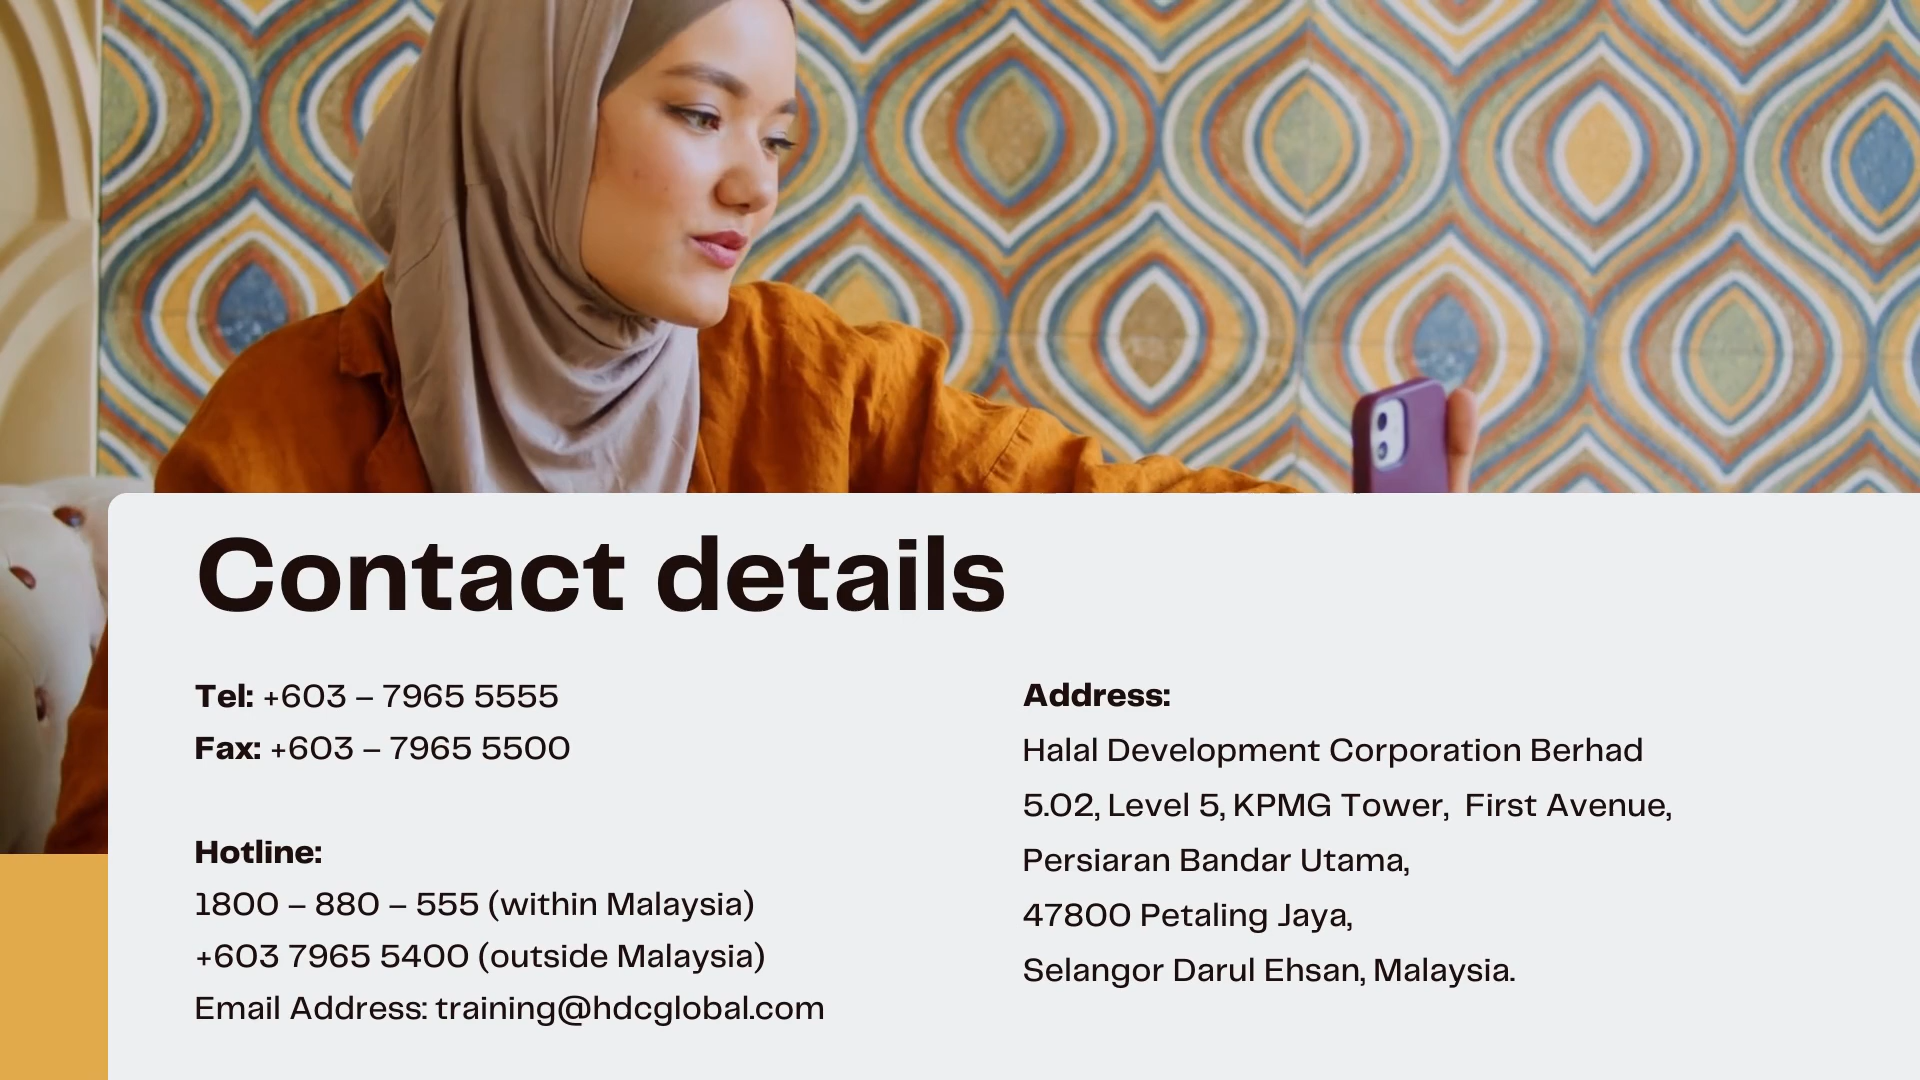 Contact details
Tel: +603 – 7965 5555
Fax: +603 – 7965 5500
Hotline:
1800 – 880 – 555 (within Malaysia)
+603 7965 5400 (outside Malaysia)
Email Address: training@hdcglobal.com
Address:
Halal Development Corporation Berhad
5.02, Level 5, KPMG Tower,  First Avenue,
Persiaran Bandar Utama,
47800 Petaling Jaya,
Selangor Darul Ehsan, Malaysia.